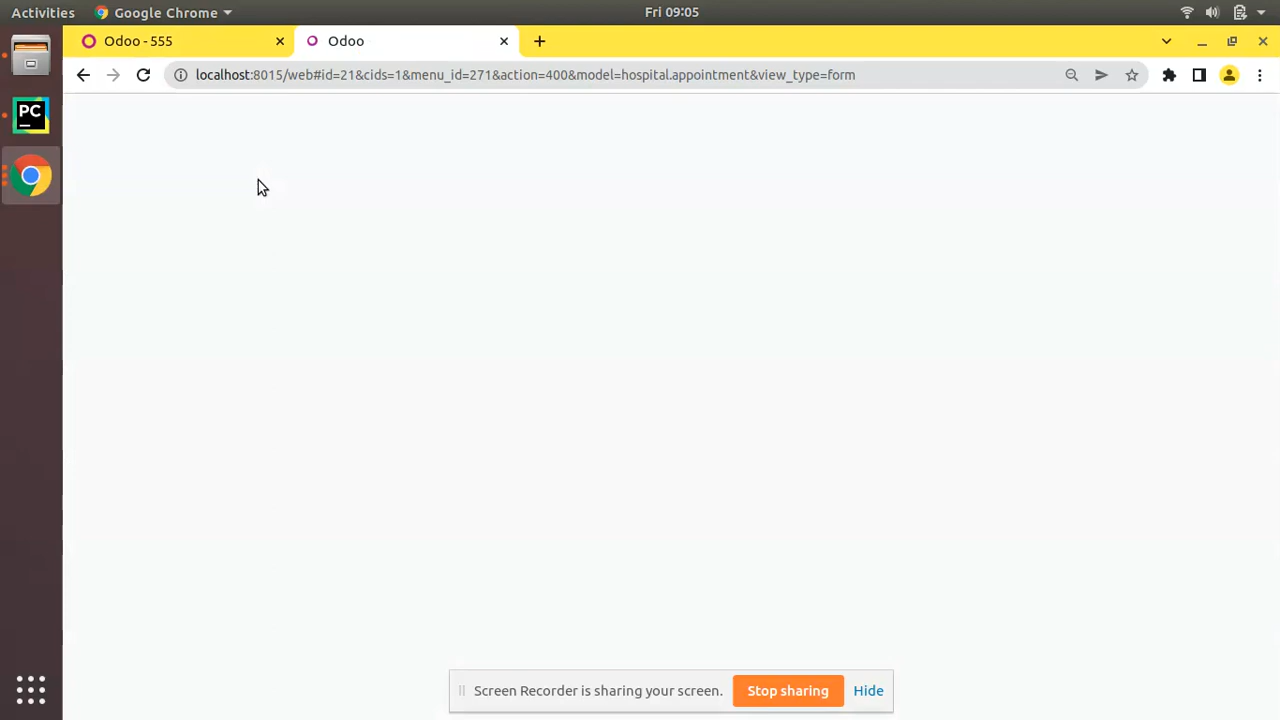 Activities
Google Chrome
Fri 09:05
Odoo - 555
Odoo
localhost:8015/web#id=21&cids=1&menu_id=271&action=400&model=hospital.appointment&view_type=form
PC
Screen Recorder is sharing your screen.
Stop sharing
Hide